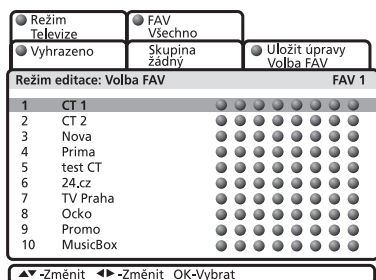 Režim
Televize
FAV
Všechno
Vyhrazeno
Skupina
žádný
Uložit úpravy
Volba FAV
Režim editace: Volba FAV FAV 1
1 CT 1
2 CT 2
3 Nova
4 Prima
5 test CT
6 24.cz
7 TV Praha
8 Ocko
9 Promo
10 MusicBox
▲▼-Změnit ◄►-Změnit OK-Vybrat